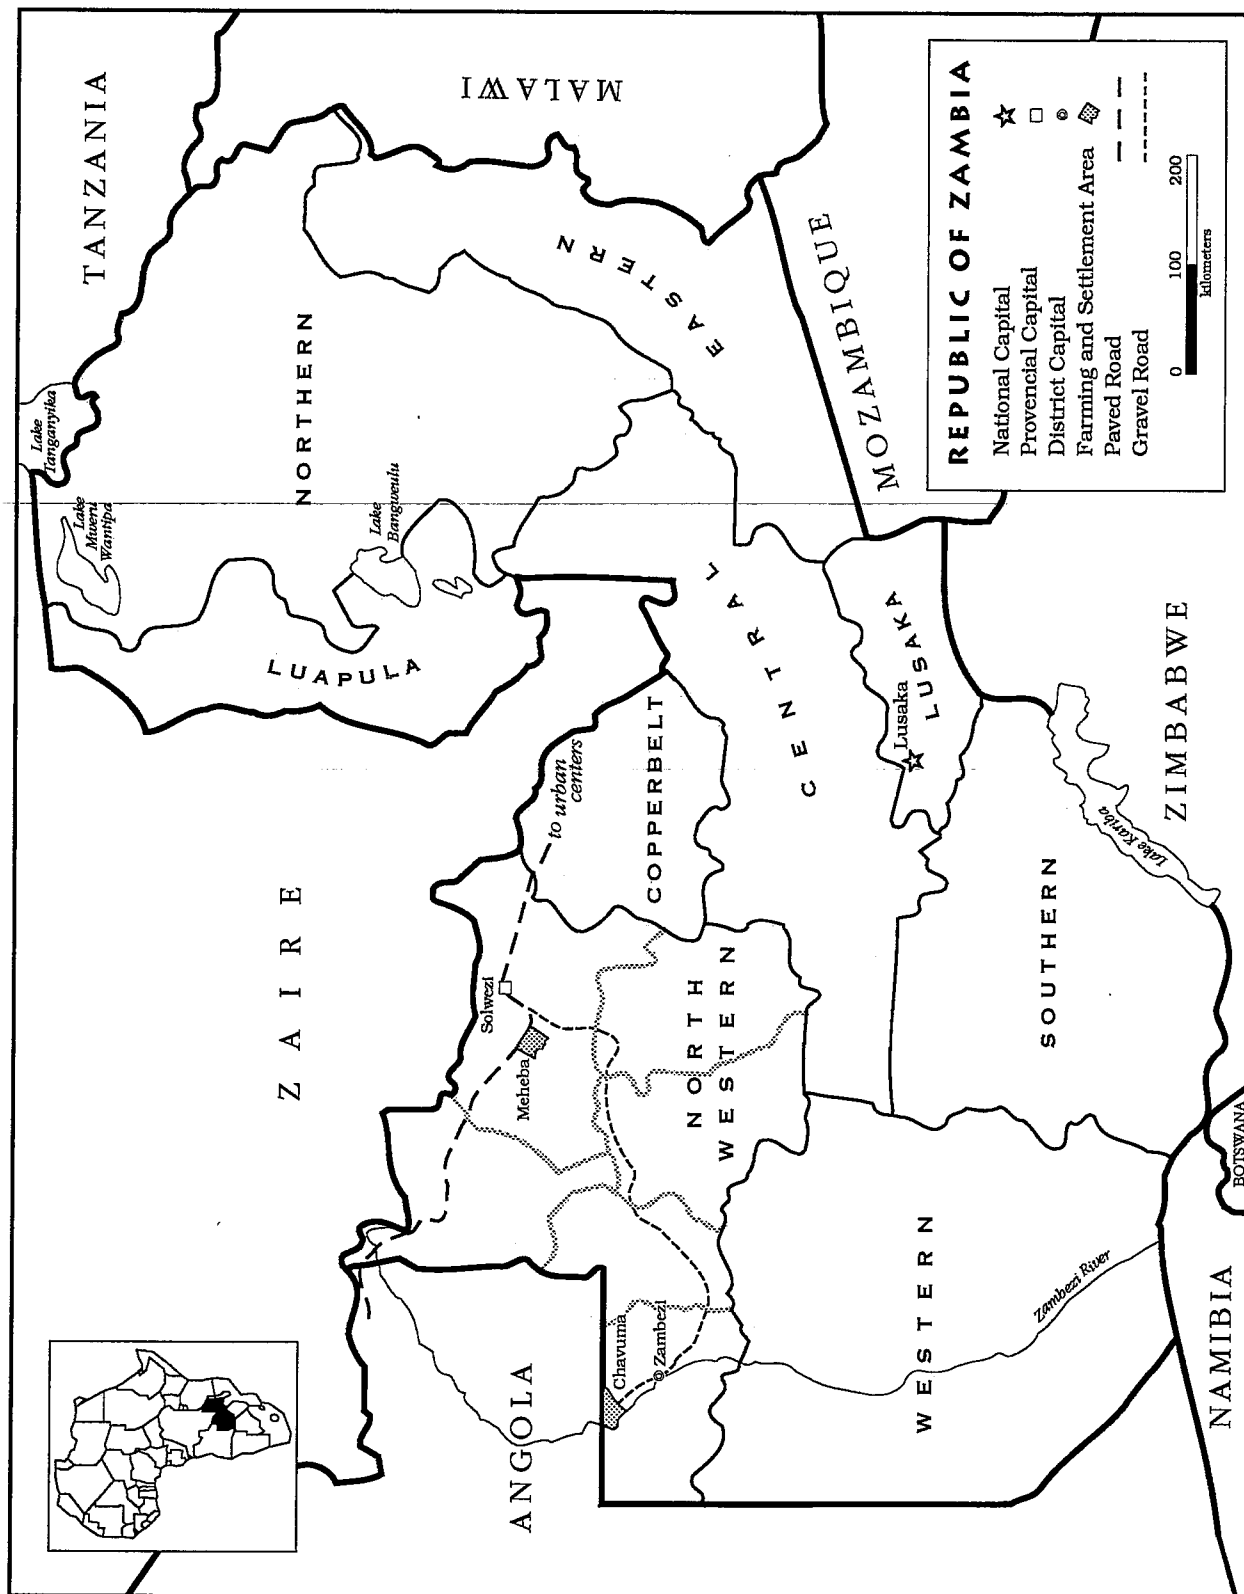 TANZANIA
MALAWI
ZAIRE
ANGOLA
NAMIBIA
BOTSWANA
ZIMBABWE
MOZAMBIQUE
Lake
Tanganyika
Lake
Mweru
Wantipa
Lake
Bangweulu
NORTHERN
LUAPULA
EASTERN
to urban
centers
COPPERBELT
CENTRAL
Lusaka
LUSAKA
Lake Kariba
SOUTHERN
Solwezi
Meheba
NORTH
WESTERN
Chavuma
Zambezi
WESTERN
Zambezi River
REPUBLIC OF ZAMBIA
National Capital
Provencial Capital
District Capital
Farming and Settlement Area
Paved Road
Gravel Road
0 100 200
kilometers